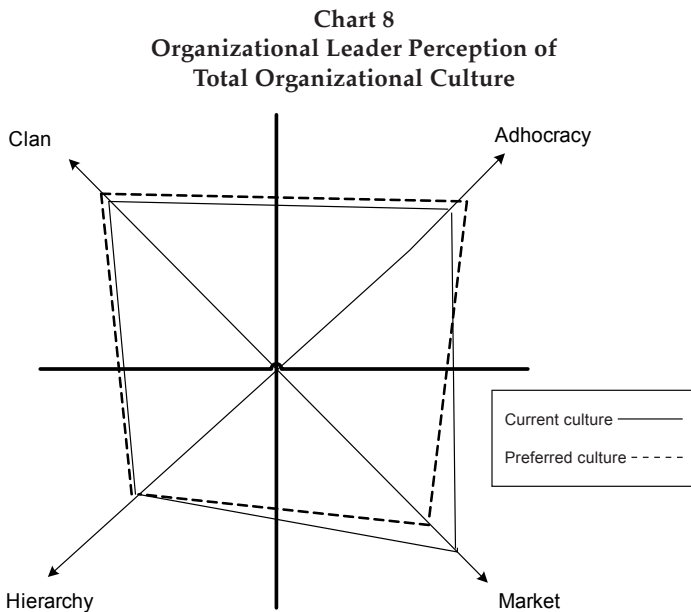 Chart 8
Organizational Leader Perception of
Total Organizational Culture
Clan
Adhocracy
Current culture
Preferred culture
Hierarchy
Market